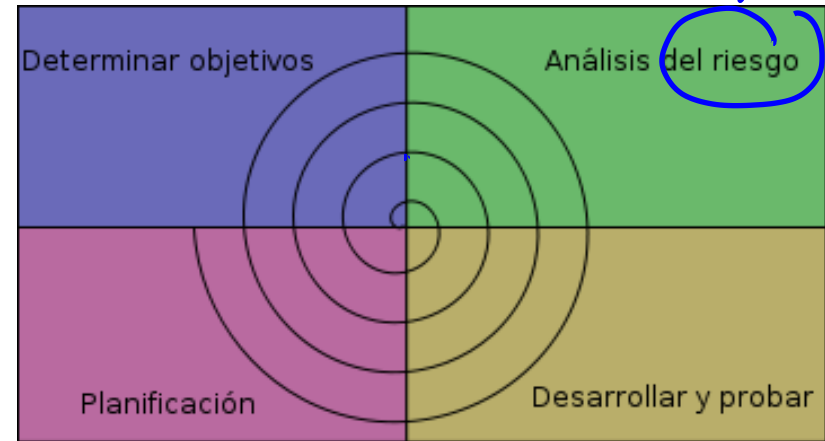 Determinar objetivos
Análisis del riesgo
Planificación
Desarrollar y probar